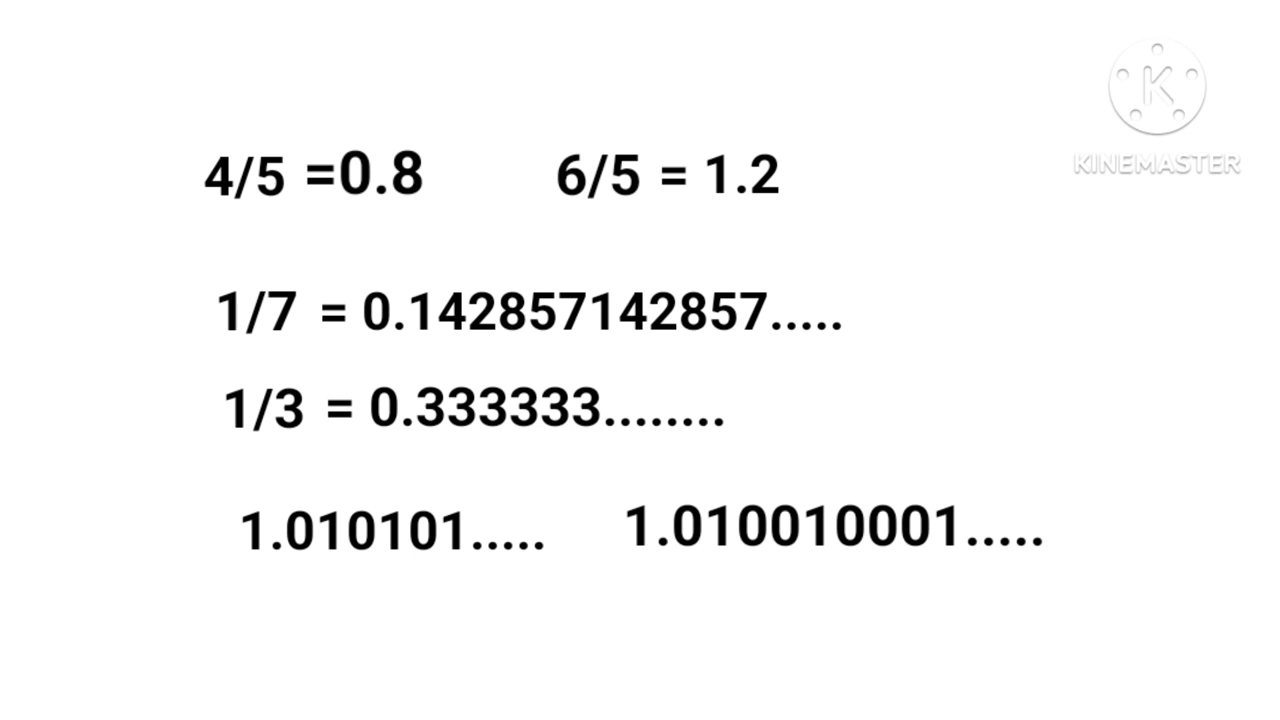 4/5 =0.8 6/5 = 1.2
K
KINEMASTER
1/7 = 0.142857142857.....
1/3 = 0.333333........
1.010101..... 1.010010001.....